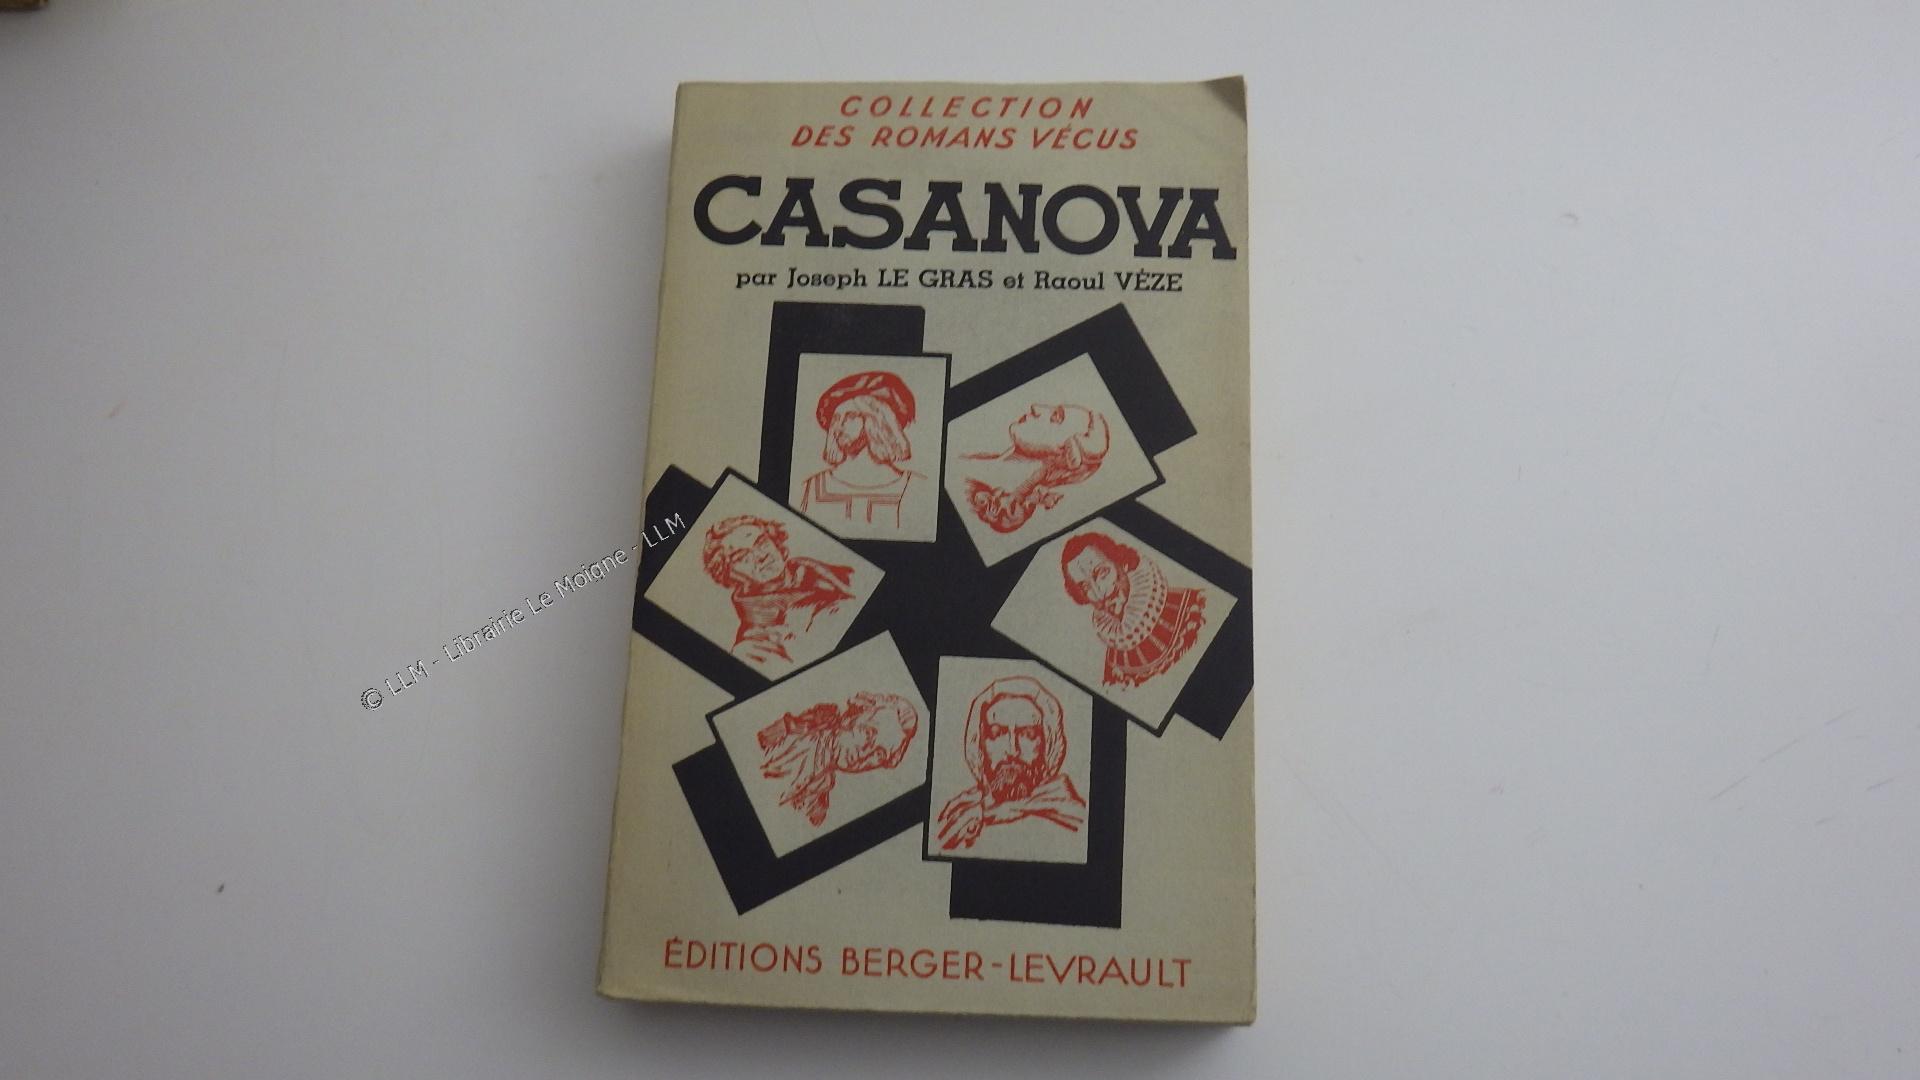 COLLECTION
DES ROMANS VÉCUS
CASANOVA
par Joseph LE GRAS et Raoul VÈZE
© LLM - Librairie Le Moigne - LLM
ÉDITIONS BERGER-LEVRAULT